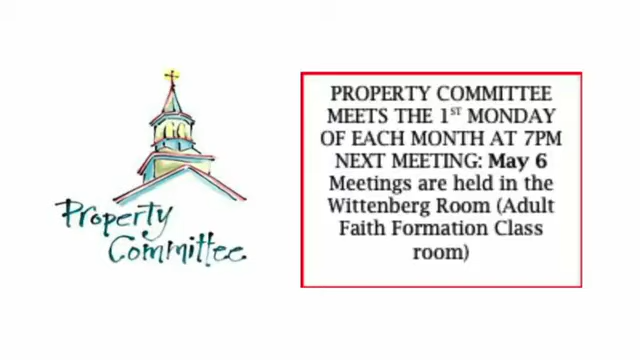 Property
Committee
PROPERTY COMMITTEE
MEETS THE 1ST MONDAY
OF EACH MONTH AT 7PM
NEXT MEETING: May 6
Meetings are held in the
Wittenberg Room (Adult
Faith Formation Class
room)